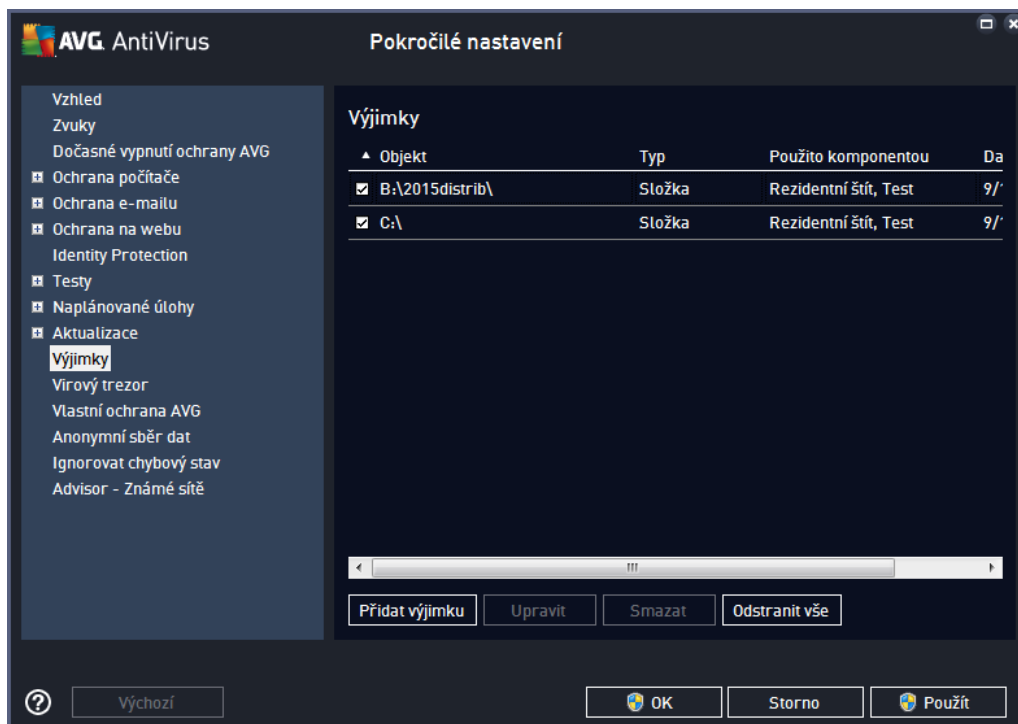 AVG AntiVirus
Pokročilé nastavení
Vzhled
Zvuky
Dočasné vypnutí ochrany AVG
Ochrana počítače
Ochrana e-mailu
Ochrana na webu
Identity Protection
Testy
Naplánované úlohy
Aktualizace
Výjimky
Virový trezor
Vlastní ochrana AVG
Anonymní sběr dat
Ignorovat chybový stav
Advisor - Známé sítě
Výjimky
Objekt Typ Použito komponentou Da
B:\2015distrib\ Složka Rezidentní štít, Test 9/
C:\ Složka Rezidentní štít, Test 9/
Přidat výjimku Upravit Smazat Odstranit vše
Výchozí OK Storno Použít